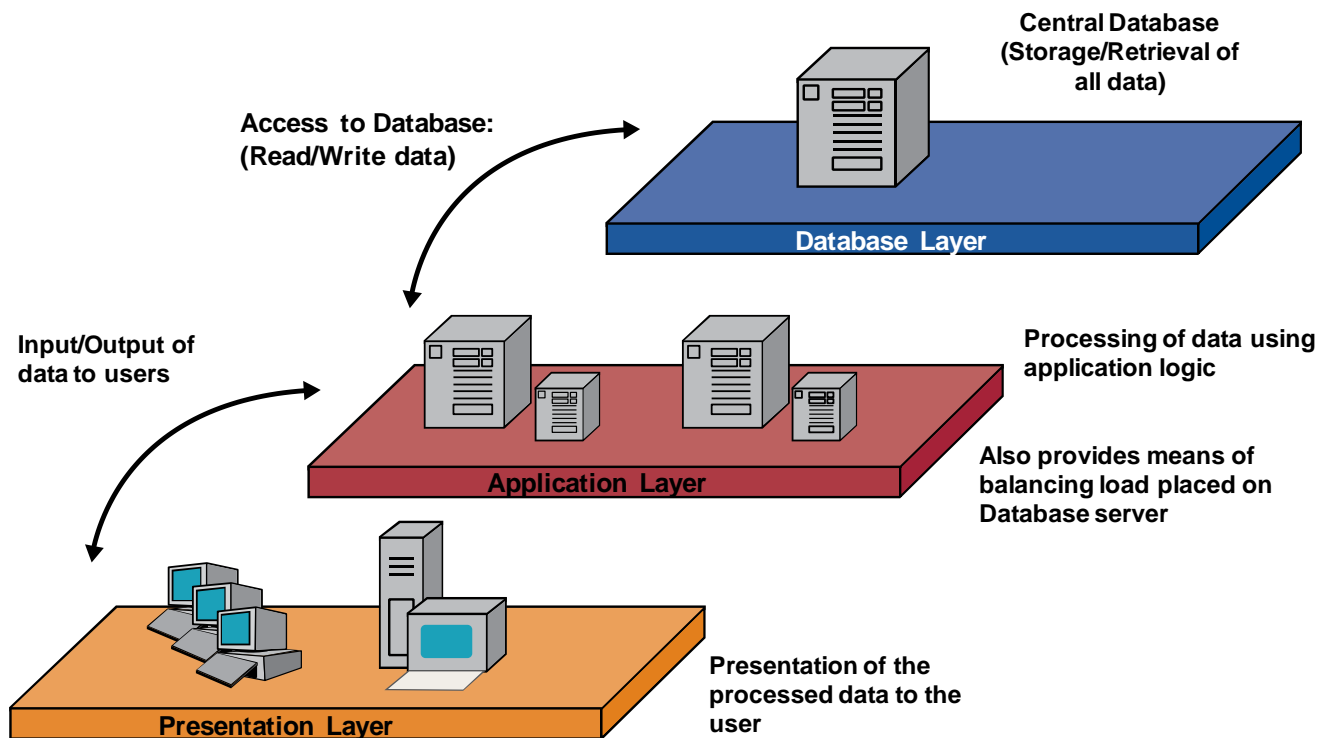 Central Database
(Storage/Retrieval of
all data)
Access to Database:
(Read/Write data)
Database Layer
Input/Output of
data to users
Processing of data using
application logic
Also provides means of
balancing load placed on
Database server
Application Layer
Presentation of the
processed data to the
user
Presentation Layer